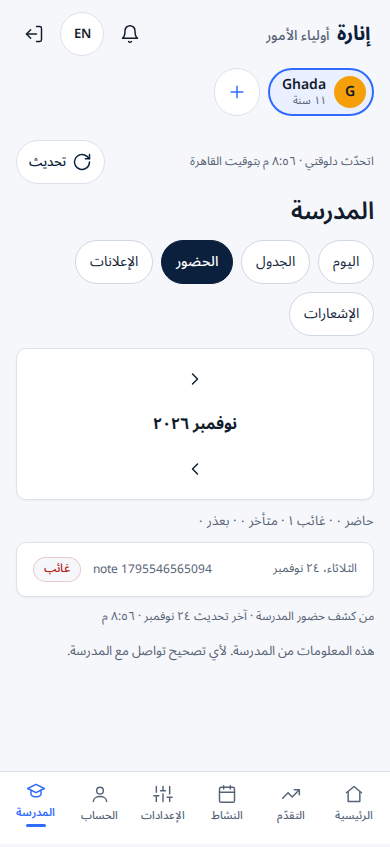 إنارة أولياء الأمور
EN
G
Ghada
١١ سنة
اتحدّث دلوقتي · ٨:٥٦ م بتوقيت القاهرة
تحديث
المدرسة
اليوم
الجدول
الحضور
الإعلانات
الإشعارات
نوفمبر ٢٠٢٦
حاضر ٠ · غائب ١ · متأخر ٠ · بعذر ٠
الثلاثاء، ٢٤ نوفمبر
note 1795546565094
غائب
من كشف حضور المدرسة · آخر تحديث ٢٤ نوفمبر · ٨:٥٦ م
هذه المعلومات من المدرسة. لأي تصحيح تواصل مع المدرسة.
الرئيسية
التقدّم
النشاط
الإعدادات
الحساب
المدرسة